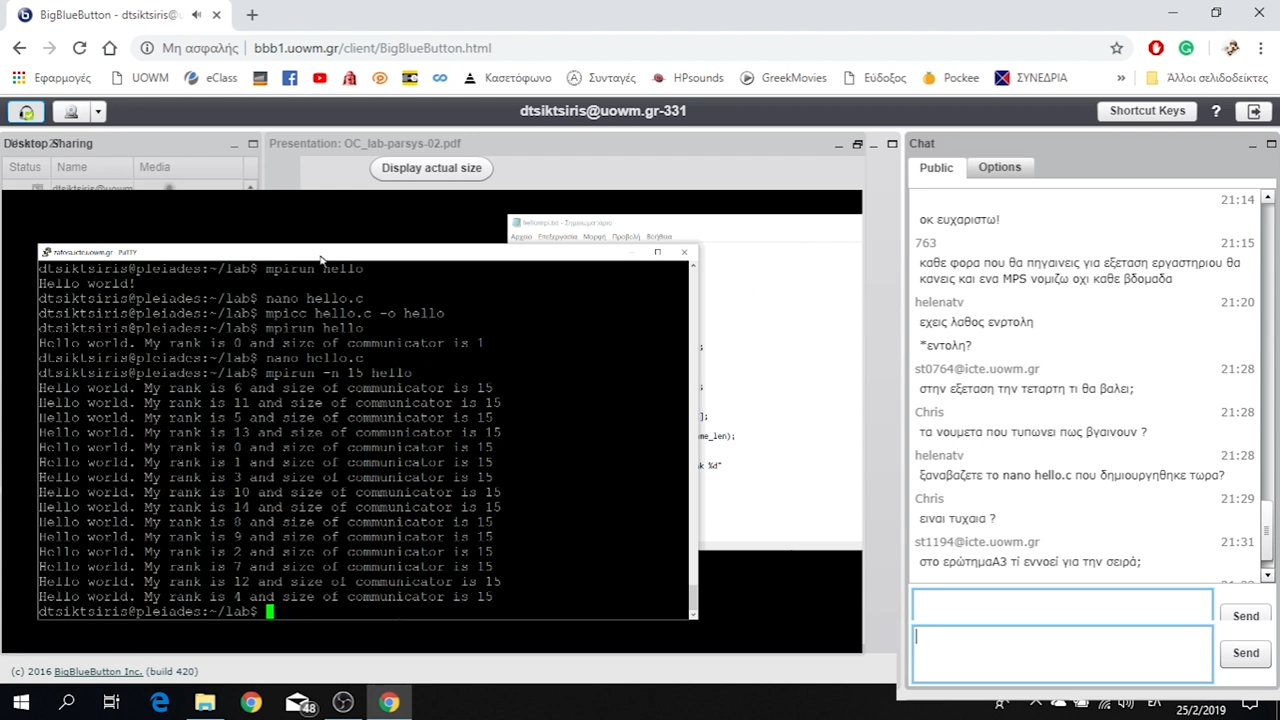 BigBlueButton - dtsiktsiris@
Μη ασφαλής
bbb1.uowm.gr/client/BigBlueButton.html
Εφαρμογές
UOWM
eClass
Κασετόφωνο
Συνταγές
HPsounds
GreekMovies
Εύδοξος
Pockee
ΣΥΝΕΔΡΙΑ
»
Άλλοι σελιδοδείκτες
dtsiktsiris@uowm.gr-331
Shortcut Keys
?
Desktop Sharing
Presentation: OC_lab-parsys-02.pdf
Status
Name
Media
Display actual size
dtsiktsiris@uowm
Αρχείο Επεξεργασία Μορφή Προβολή Βοήθεια
PuTTY
dtsiktsiris@pleiades:~/lab$ mpirun hello
Hello world!
dtsiktsiris@pleiades:~/lab$ nano hello.c
dtsiktsiris@pleiades:~/lab$ mpicc hello.c -o hello
dtsiktsiris@pleiades:~/lab$ mpirun hello
Hello world. My rank is 0 and size of communicator is 1
dtsiktsiris@pleiades:~/lab$ nano hello.c
dtsiktsiris@pleiades:~/lab$ mpirun -n 15 hello
Hello world. My rank is 6 and size of communicator is 15
Hello world. My rank is 11 and size of communicator is 15
Hello world. My rank is 5 and size of communicator is 15
Hello world. My rank is 13 and size of communicator is 15
Hello world. My rank is 0 and size of communicator is 15
Hello world. My rank is 1 and size of communicator is 15
Hello world. My rank is 3 and size of communicator is 15
Hello world. My rank is 10 and size of communicator is 15
Hello world. My rank is 14 and size of communicator is 15
Hello world. My rank is 8 and size of communicator is 15
Hello world. My rank is 9 and size of communicator is 15
Hello world. My rank is 2 and size of communicator is 15
Hello world. My rank is 7 and size of communicator is 15
Hello world. My rank is 12 and size of communicator is 15
Hello world. My rank is 4 and size of communicator is 15
dtsiktsiris@pleiades:~/lab$
;
;
];
me_len);
k %d"
Chat
Public
Options
21:14
οκ ευχαριστω!
763 21:15
καθε φορα που θα πηγαινεις για εξεταση εργαστηριου θα
κανεις και ενα MPS νομιζω οχι καθε βδομαδα
helenatv 21:20
εχεις λαθος ενρτολη
*εντολη?
st0764@icte.uowm.gr 21:28
στην εξεταση την τεταρτη τι θα βαλει;
Chris 21:28
τα νουμετα που τυπωνει πως βγαινουν ?
helenatv 21:28
ξαναβαζετε το nano hello.c που δημιουργηθηκε τωρα?
Chris 21:29
ειναι τυχαια ?
st1194@icte.uowm.gr 21:31
στο ερώτημαΑ3 τί εννοεί για την σειρά;
Send
Send
(c) 2016 BigBlueButton Inc. (build 420)
48
25/2/2019